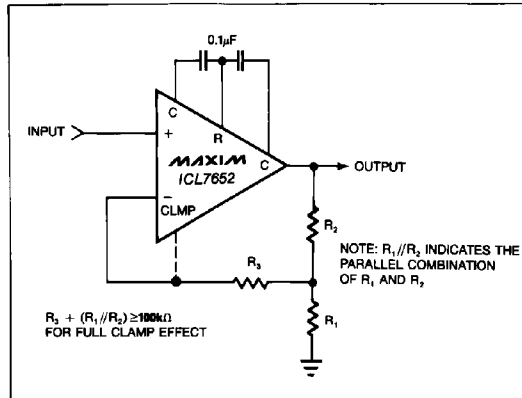 0.1µF
C
R
C
INPUT
+
MAXIM
ICL7652
−
CLMP
OUTPUT
R2
R3
R1
NOTE: R1//R2 INDICATES THE
PARALLEL COMBINATION
OF R1 AND R2
R3 + (R1//R2) ≥100kΩ
FOR FULL CLAMP EFFECT